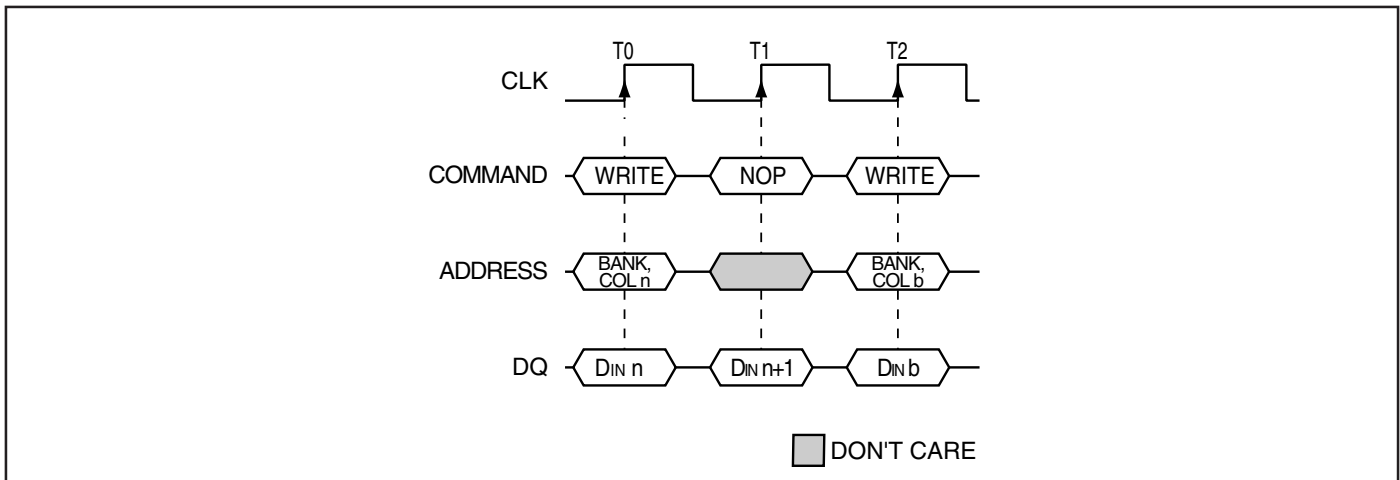 T0 T1 T2
CLK
COMMAND WRITE NOP WRITE
ADDRESS BANK, COL n BANK, COL b
DQ DIN n DIN n+1 DIN b
DON'T CARE